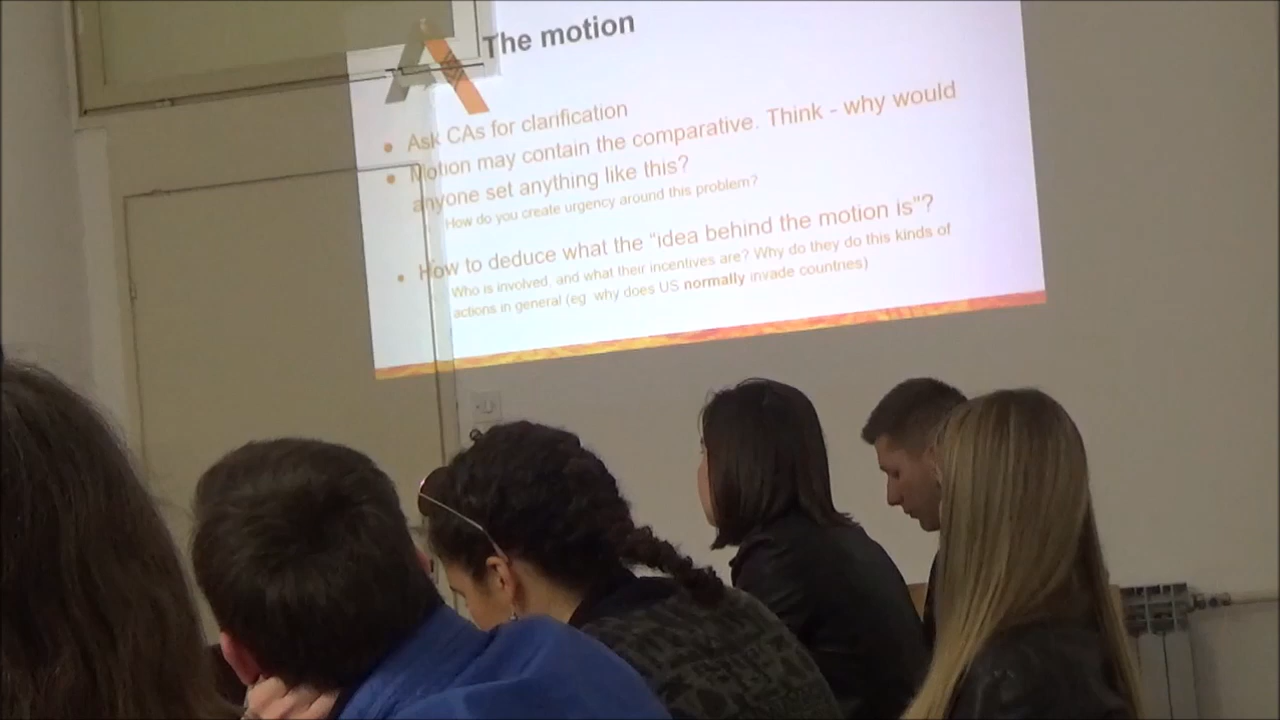 The motion
Ask CAs for clarification
Motion may contain the comparative. Think - why would
anyone set anything like this?
How do you create urgency around this problem?
How to deduce what the "idea behind the motion is"?
Who is involved, and what their incentives are? Why do they do this kinds of
actions in general (eg why does US normally invade countries)